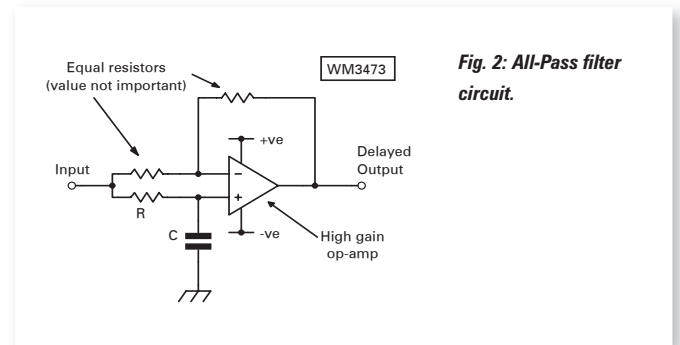 Equal resistors
(value not important)
WM3473
Fig. 2: All-Pass filter
circuit.
+ve
Delayed
Output
Input
−
+
R
C
-ve
High gain
op-amp